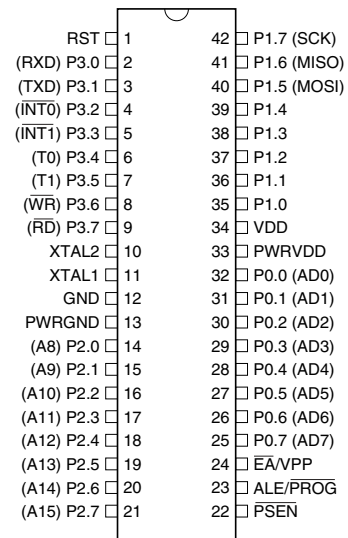 RST 1 42 P1.7 (SCK)
(RXD) P3.0 2 41 P1.6 (MISO)
(TXD) P3.1 3 40 P1.5 (MOSI)
(INT0) P3.2 4 39 P1.4
(INT1) P3.3 5 38 P1.3
(T0) P3.4 6 37 P1.2
(T1) P3.5 7 36 P1.1
(WR) P3.6 8 35 P1.0
(RD) P3.7 9 34 VDD
XTAL2 10 33 PWRVDD
XTAL1 11 32 P0.0 (AD0)
GND 12 31 P0.1 (AD1)
PWRGND 13 30 P0.2 (AD2)
(A8) P2.0 14 29 P0.3 (AD3)
(A9) P2.1 15 28 P0.4 (AD4)
(A10) P2.2 16 27 P0.5 (AD5)
(A11) P2.3 17 26 P0.6 (AD6)
(A12) P2.4 18 25 P0.7 (AD7)
(A13) P2.5 19 24 EA/VPP
(A14) P2.6 20 23 ALE/PROG
(A15) P2.7 21 22 PSEN